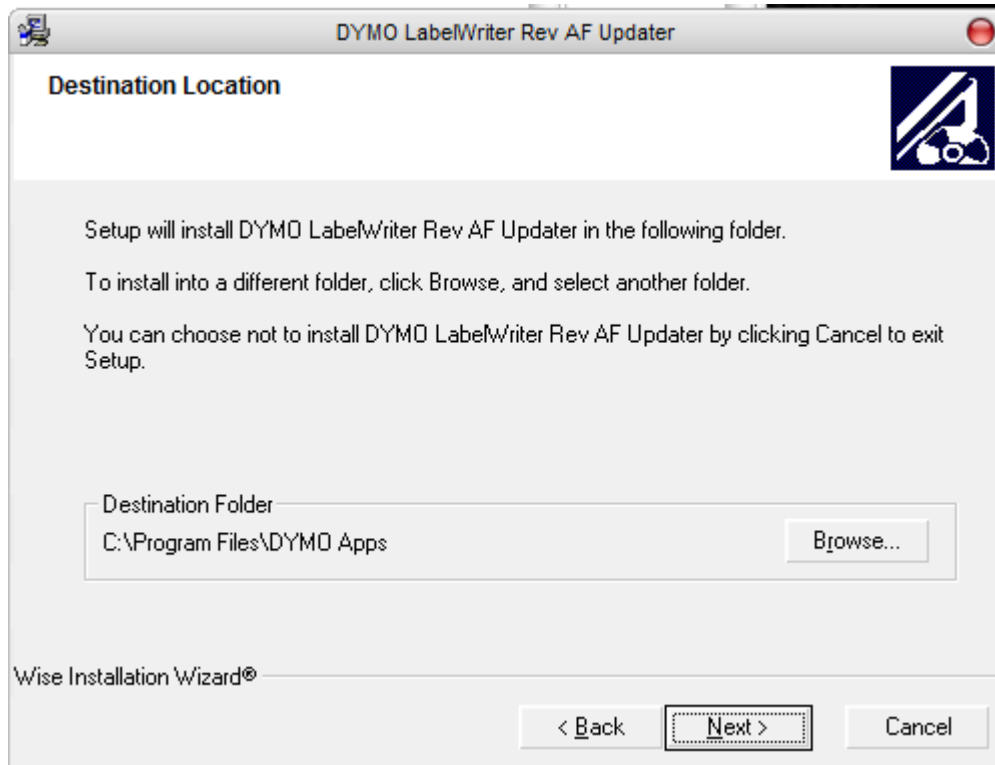 DYMO LabelWriter Rev AF Updater
Destination Location
Setup will install DYMO LabelWriter Rev AF Updater in the following folder.
To install into a different folder, click Browse, and select another folder.
You can choose not to install DYMO LabelWriter Rev AF Updater by clicking Cancel to exit
Setup.
Destination Folder
C:\Program Files\DYMO Apps
Browse...
Wise Installation Wizard®
< Back
Next >
Cancel